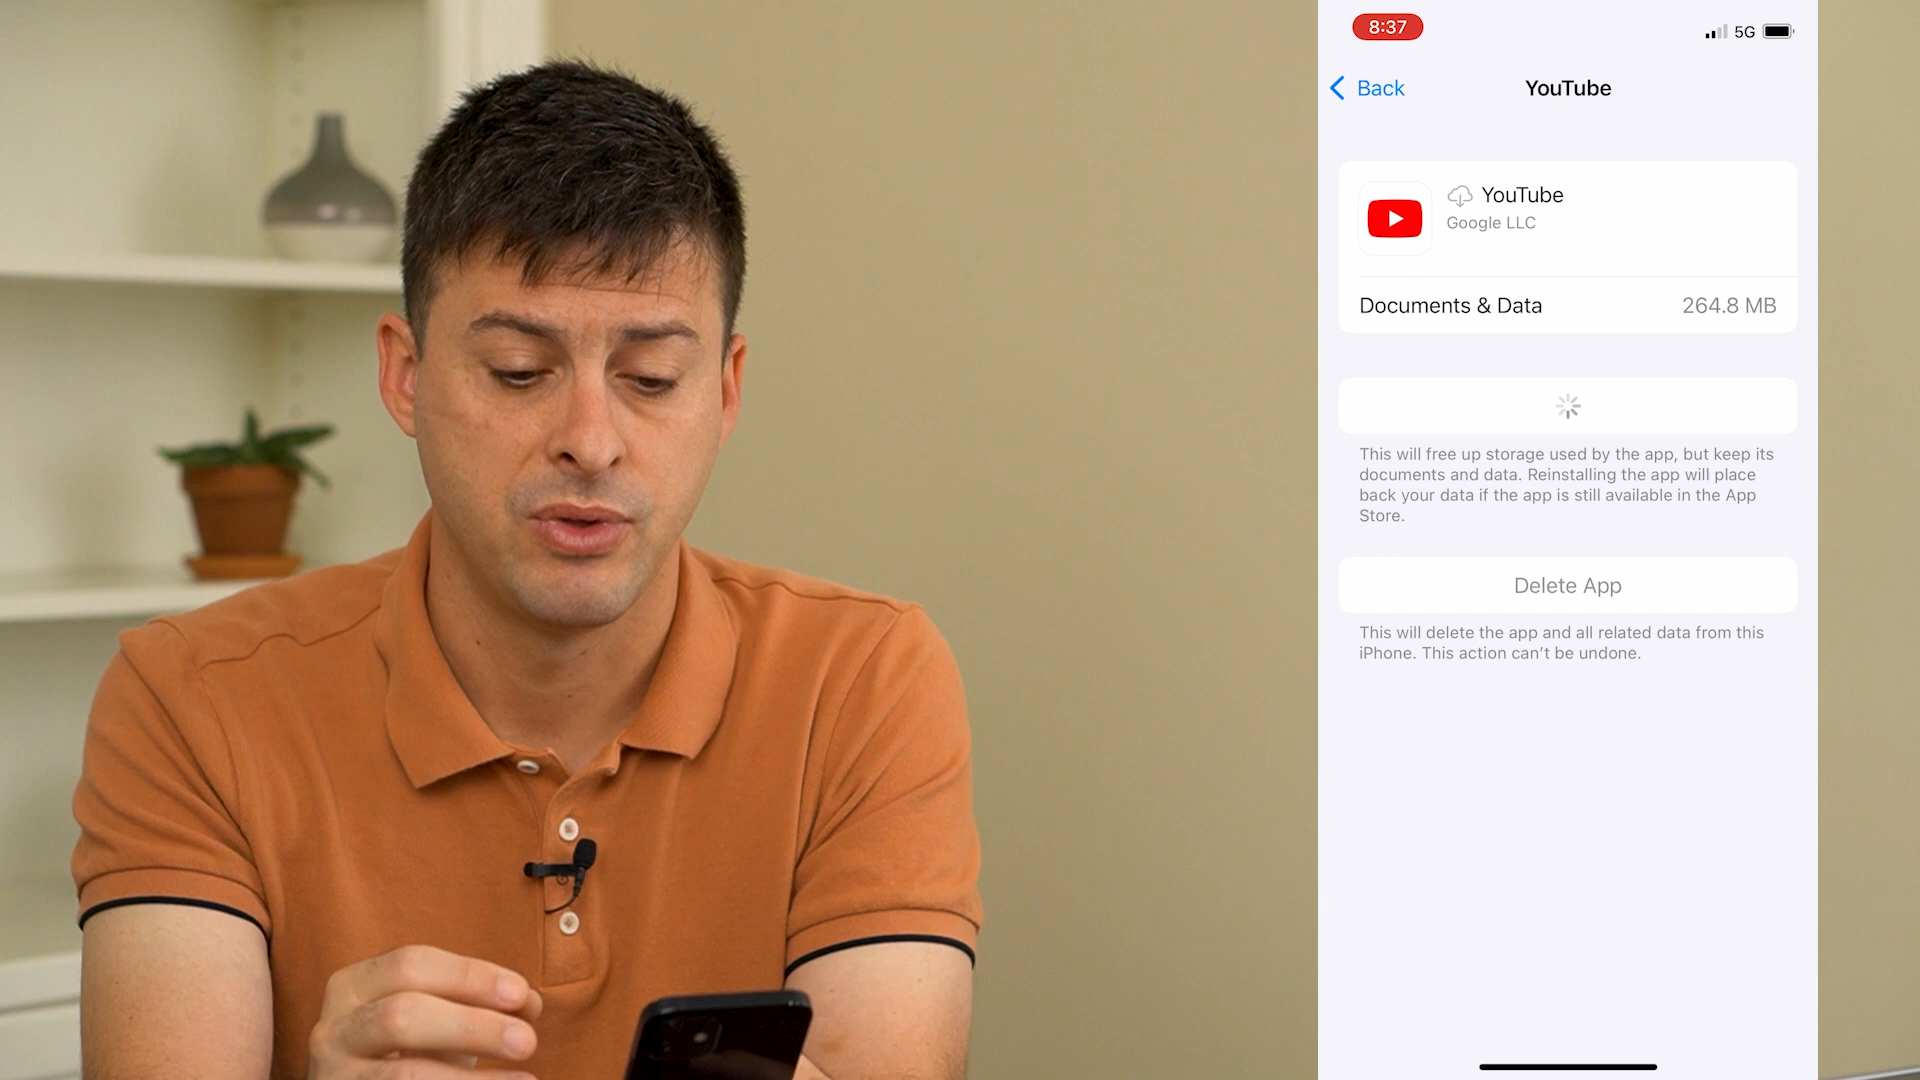 8:37
5G
Back
YouTube
YouTube
Google LLC
Documents & Data
264.8 MB
This will free up storage used by the app, but keep its
documents and data. Reinstalling the app will place
back your data if the app is still available in the App
Store.
Delete App
This will delete the app and all related data from this
iPhone. This action can't be undone.